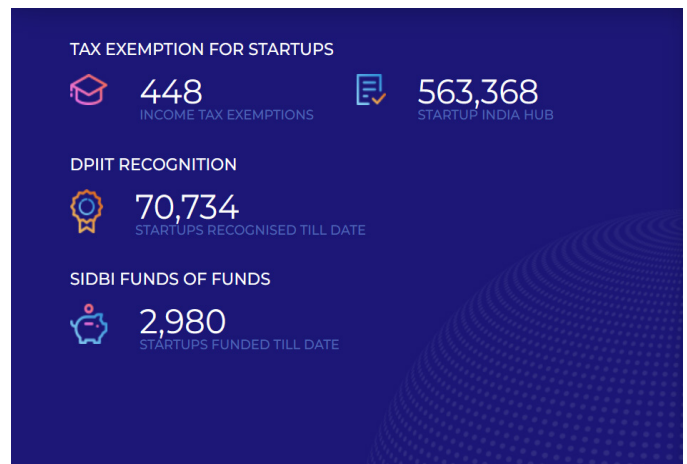 TAX EXEMPTION FOR STARTUPS
448
INCOME TAX EXEMPTIONS
563,368
STARTUP INDIA HUB
DPIIT RECOGNITION
70,734
STARTUPS RECOGNISED TILL DATE
SIDBI FUNDS OF FUNDS
2,980
STARTUPS FUNDED TILL DATE